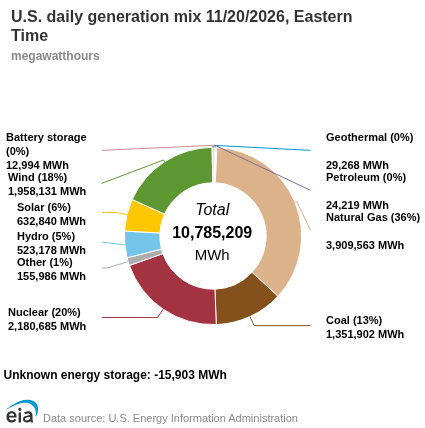 U.S. daily generation mix 11/20/2026, Eastern
Time
megawatthours
Battery storage
(0%)
12,994 MWh
Wind (18%)
1,958,131 MWh
Solar (6%)
632,840 MWh
Hydro (5%)
523,178 MWh
Other (1%)
155,986 MWh
Nuclear (20%)
2,180,685 MWh
Total
10,785,209
MWh
Geothermal (0%)
29,268 MWh
Petroleum (0%)
24,219 MWh
Natural Gas (36%)
3,909,563 MWh
Coal (13%)
1,351,902 MWh
Unknown energy storage: -15,903 MWh
eia
Data source: U.S. Energy Information Administration